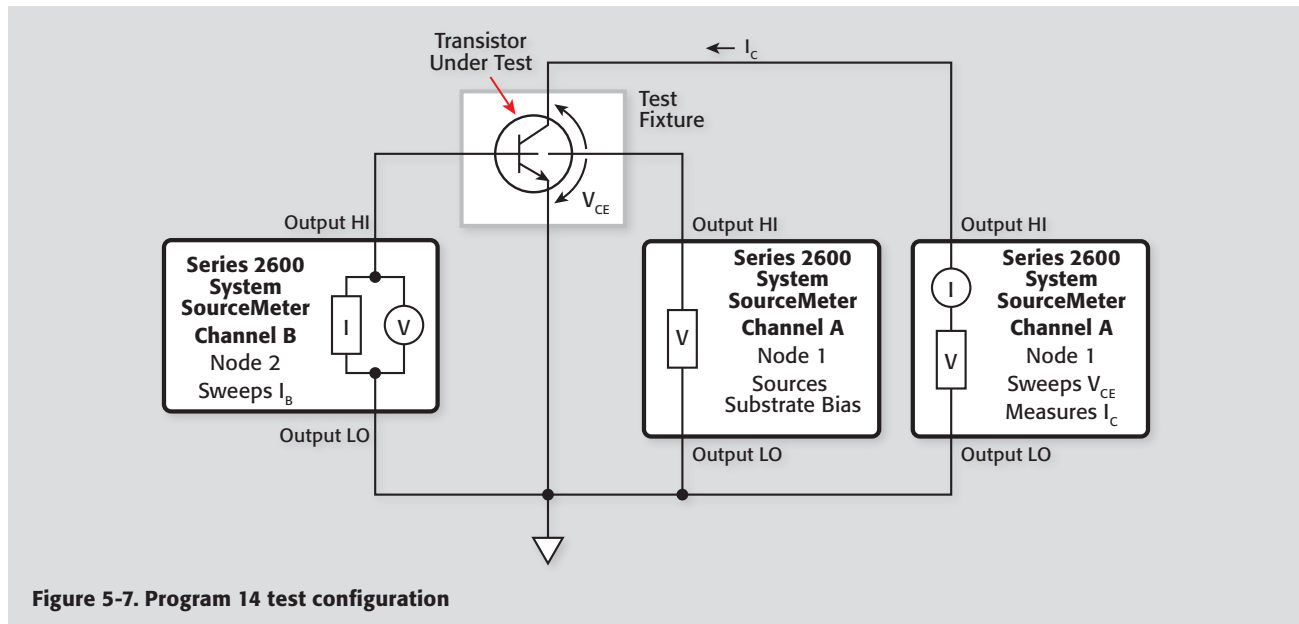 Transistor
Under Test
I_C
Test
Fixture
V_CE
Output HI
Output HI
Output HI
Series 2600
System
SourceMeter
Channel B
Node 2
Sweeps I_B
I
V
Output LO
V
Series 2600
System
SourceMeter
Channel A
Node 1
Sources
Substrate Bias
Output LO
I
V
Series 2600
System
SourceMeter
Channel A
Node 1
Sweeps V_CE
Measures I_C
Output LO
Figure 5-7. Program 14 test configuration